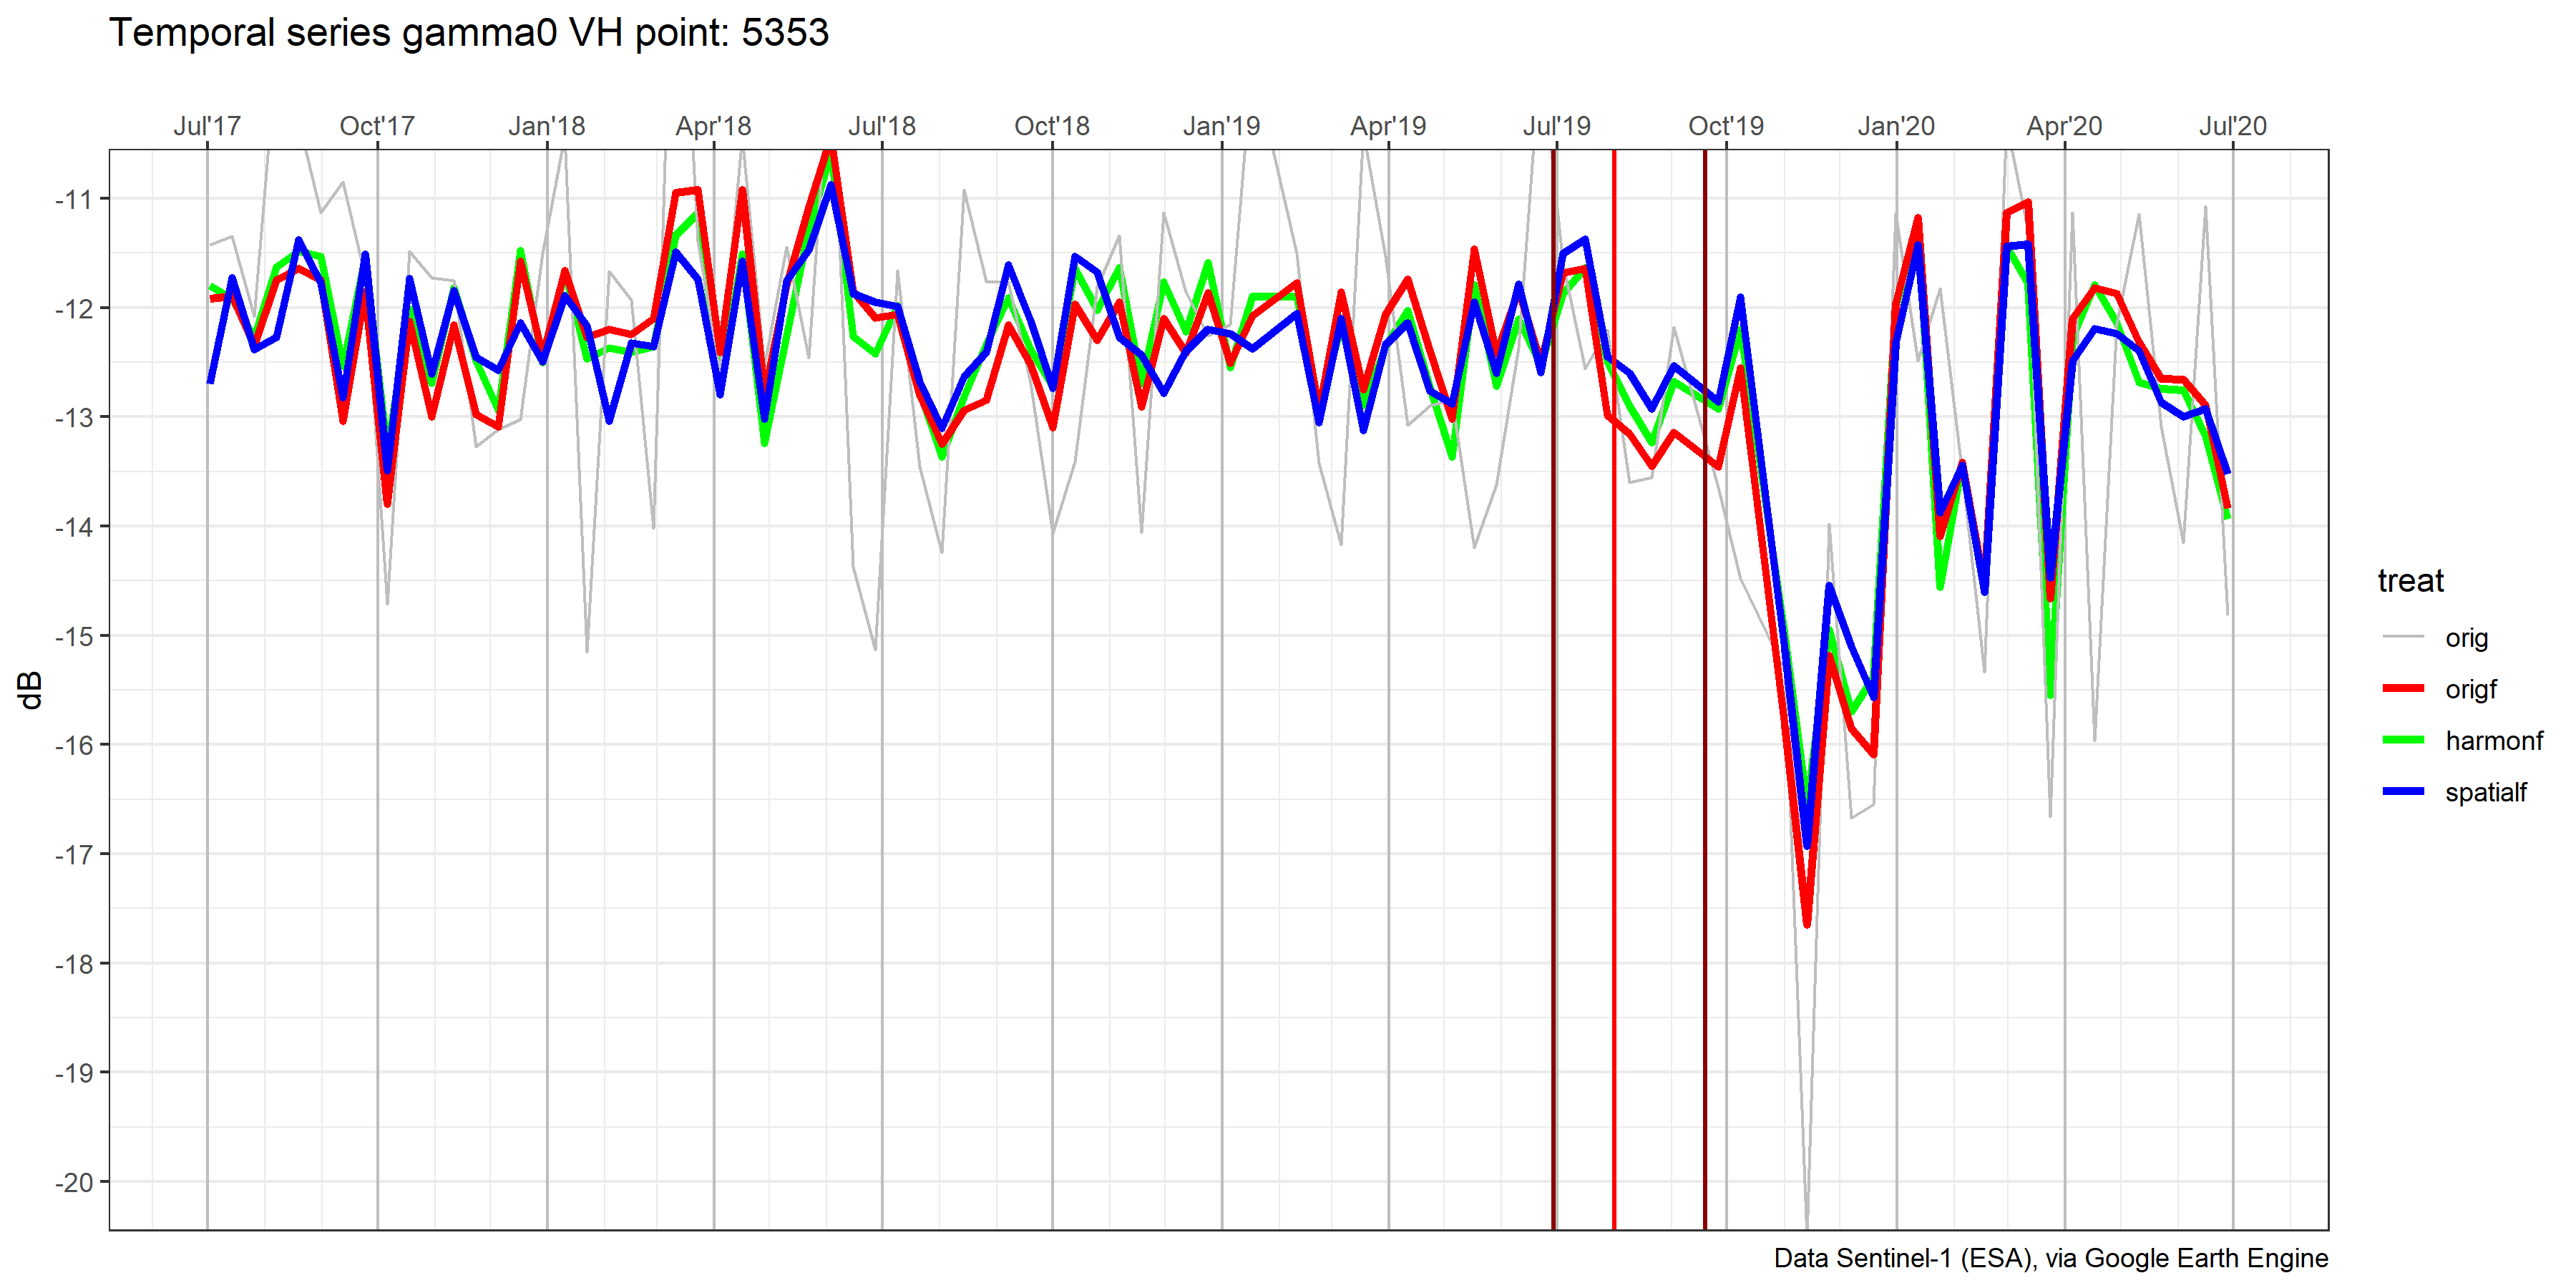 Temporal series gamma0 VH point: 5353
Jul'17 Oct'17 Jan'18 Apr'18 Jul'18 Oct'18 Jan'19 Apr'19 Jul'19 Oct'19 Jan'20 Apr'20 Jul'20
-11
-12
-13
-14
-15
-16
-17
-18
-19
-20
dB
treat
orig
origf
harmonf
spatialf
Data Sentinel-1 (ESA), via Google Earth Engine